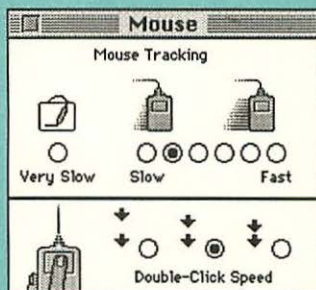 Mouse
Mouse Tracking
Very Slow Slow Fast
Double-Click Speed